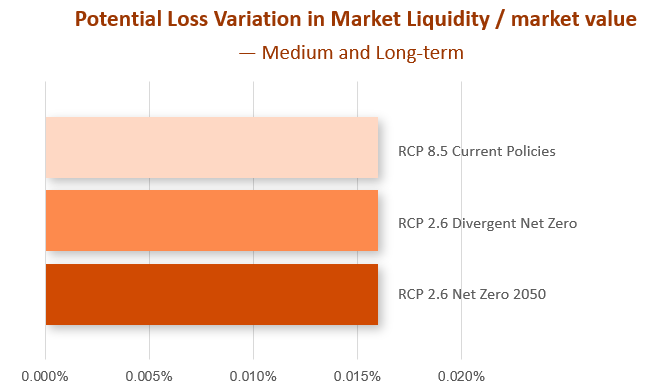 Potential Loss Variation in Market Liquidity / market value
— Medium and Long-term
RCP 8.5 Current Policies
RCP 2.6 Divergent Net Zero
RCP 2.6 Net Zero 2050
0.000% 0.005% 0.010% 0.015% 0.020%